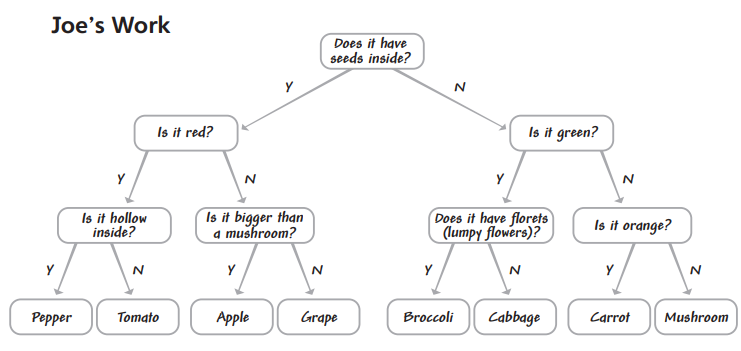 Joe's Work
Does it have
seeds inside?
Y
N
Is it red?
Is it green?
Y
N
Y
N
Is it hollow
inside?
Is it bigger than
a mushroom?
Does it have florets
(lumpy flowers)?
Is it orange?
Y
N
Y
N
Y
N
Y
N
Pepper
Tomato
Apple
Grape
Broccoli
Cabbage
Carrot
Mushroom